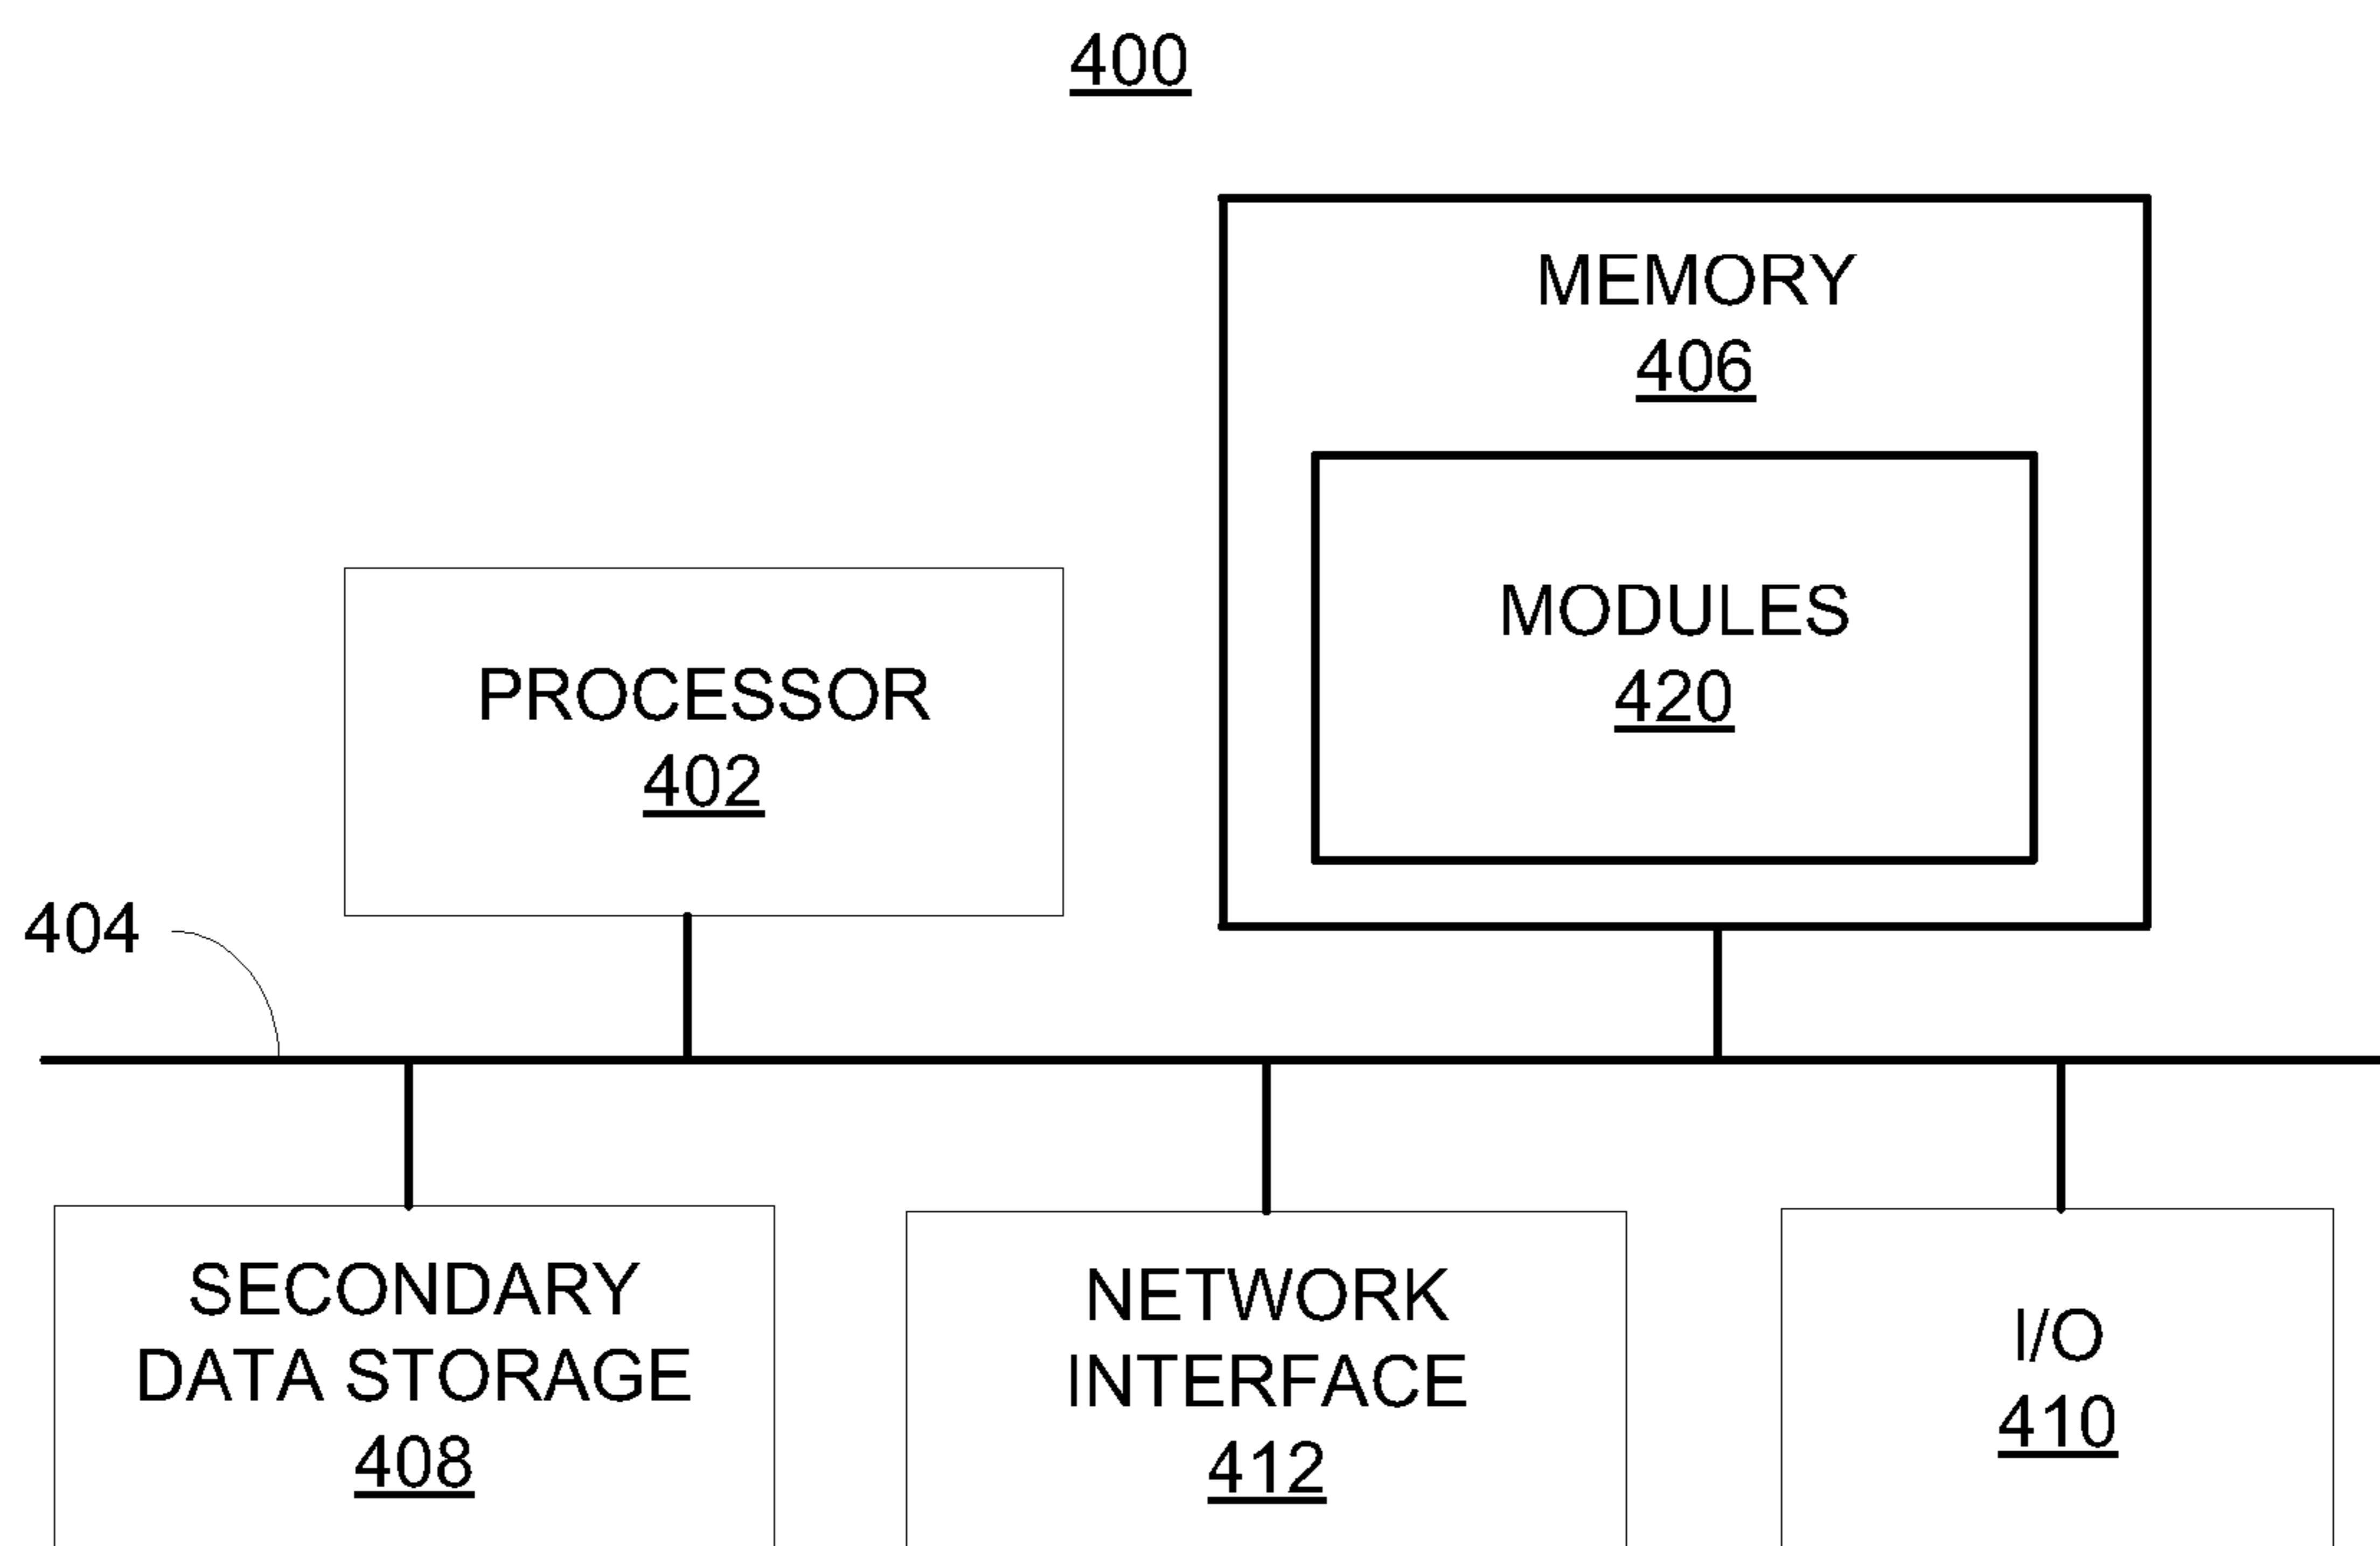 400
MEMORY
406
MODULES
420
PROCESSOR
402
404
SECONDARY
DATA STORAGE
408
NETWORK
INTERFACE
412
I/O
410